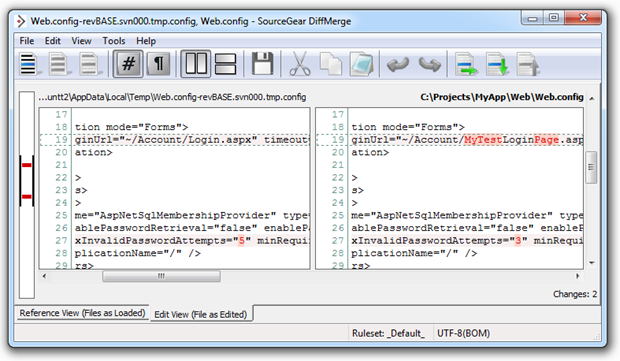 Web.config-revBASE.svn000.tmp.config, Web.config - SourceGear DiffMerge
File Edit View Tools Help
# ¶
...untt2\AppData\Local\Temp\Web.config-revBASE.svn000.tmp.config
C:\Projects\MyApp\Web\Web.config
17
18 tion mode="Forms">
19 ginUrl="~/Account/Login.aspx" timeout
20 ation>
21
22 >
23 s>
24 >
25 me="AspNetSqlMembershipProvider" type
26 ablePasswordRetrieval="false" enableP
27 xInvalidPasswordAttempts="5" minRequi
28 plicationName="/" />
29 rs>
17
18 tion mode="Forms">
19 ginUrl="~/Account/MyTestLoginPage.asp
20 ation>
21
22 >
23 s>
24 >
25 me="AspNetSqlMembershipProvider" type
26 ablePasswordRetrieval="false" enableP
27 xInvalidPasswordAttempts="3" minRequi
28 plicationName="/" />
29 rs>
Changes: 2
Reference View (Files as Loaded) Edit View (File as Edited)
Ruleset: _Default_ UTF-8(BOM)